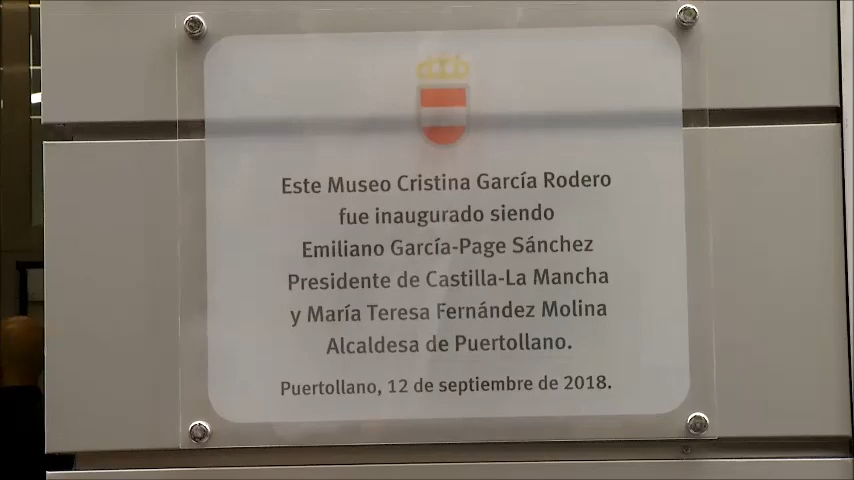 Este Museo Cristina García Rodero
fue inaugurado siendo
Emiliano García-Page Sánchez
Presidente de Castilla-La Mancha
y María Teresa Fernández Molina
Alcaldesa de Puertollano.
Puertollano, 12 de septiembre de 2018.